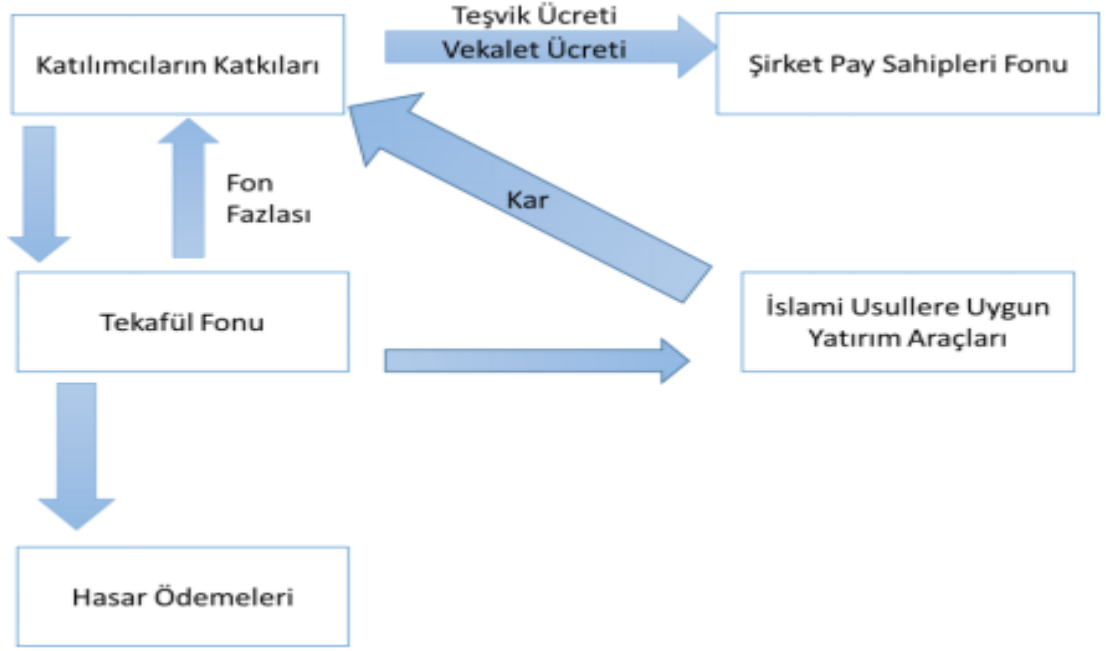 Teşvik Ücreti
Katılımcıların Katkıları
Vekalet Ücreti
Şirket Pay Sahipleri Fonu
Fon
Fazlası
Kar
Tekafül Fonu
İslami Usullere Uygun
Yatırım Araçları
Hasar Ödemeleri